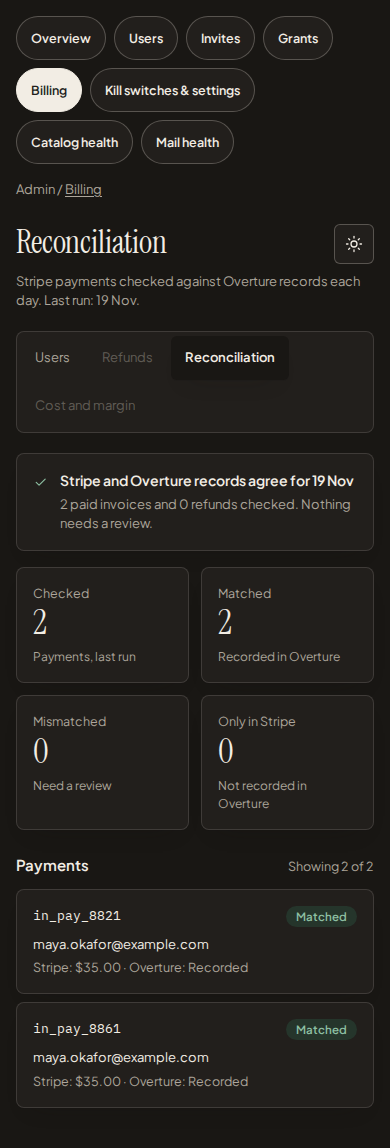 Overview Users Invites Grants
Billing Kill switches & settings
Catalog health Mail health
Admin / Billing
Reconciliation
Stripe payments checked against Overture records each
day. Last run: 19 Nov.
Users Refunds Reconciliation
Cost and margin
Stripe and Overture records agree for 19 Nov
2 paid invoices and 0 refunds checked. Nothing
needs a review.
Checked
2
Payments, last run
Matched
2
Recorded in Overture
Mismatched
0
Need a review
Only in Stripe
0
Not recorded in
Overture
Payments Showing 2 of 2
in_pay_8821 Matched
maya.okafor@example.com
Stripe: $35.00 · Overture: Recorded
in_pay_8861 Matched
maya.okafor@example.com
Stripe: $35.00 · Overture: Recorded